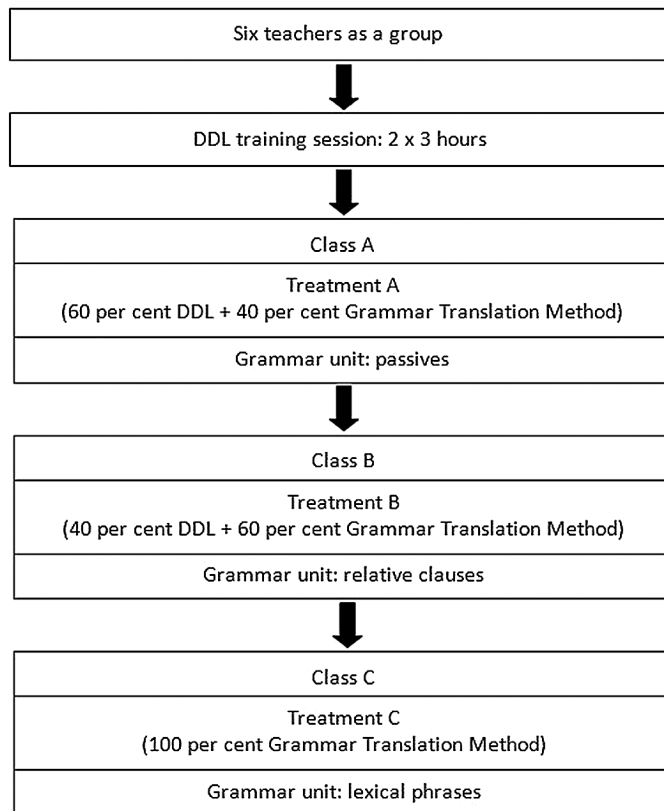 Six teachers as a group
DDL training session: 2 x 3 hours
Class A
Treatment A
(60 per cent DDL + 40 per cent Grammar Translation Method)
Grammar unit: passives
Class B
Treatment B
(40 per cent DDL + 60 per cent Grammar Translation Method)
Grammar unit: relative clauses
Class C
Treatment C
(100 per cent Grammar Translation Method)
Grammar unit: lexical phrases